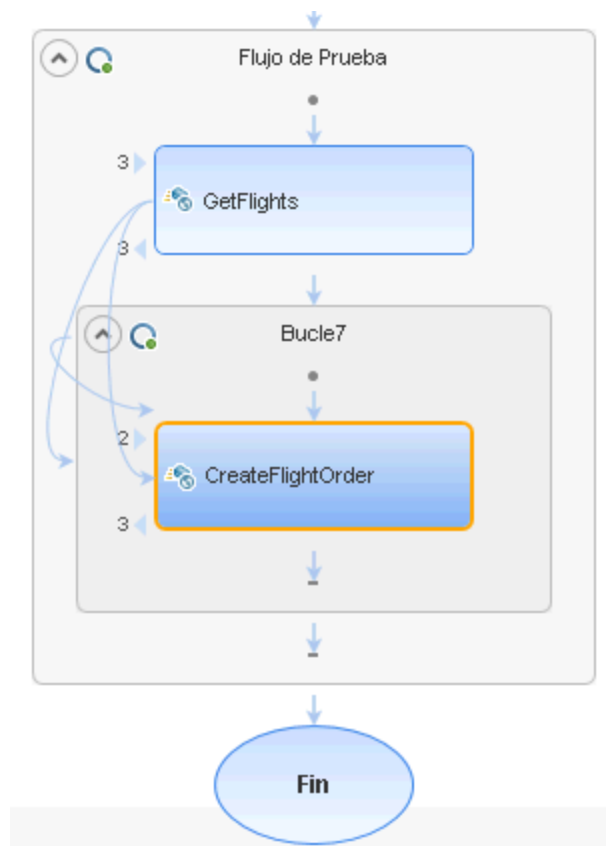 Flujo de Prueba
3
GetFlights
3
Bucle7
2
CreateFlightOrder
3
Fin